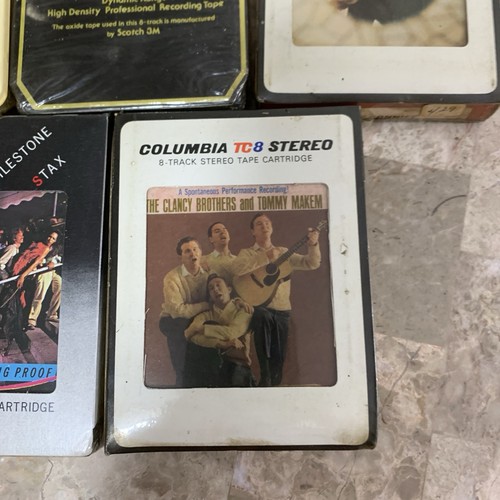 High Density Professional Recording Tape
The oxide tape used in this 8-track is manufactured
by Scotch 3M
429
LESTONE
STAX
G PROOF
ARTRIDGE
COLUMBIA TC8 STEREO
8-TRACK STEREO TAPE CARTRIDGE
A Spontaneous Performance Recording!
THE CLANCY BROTHERS and TOMMY MAKEM